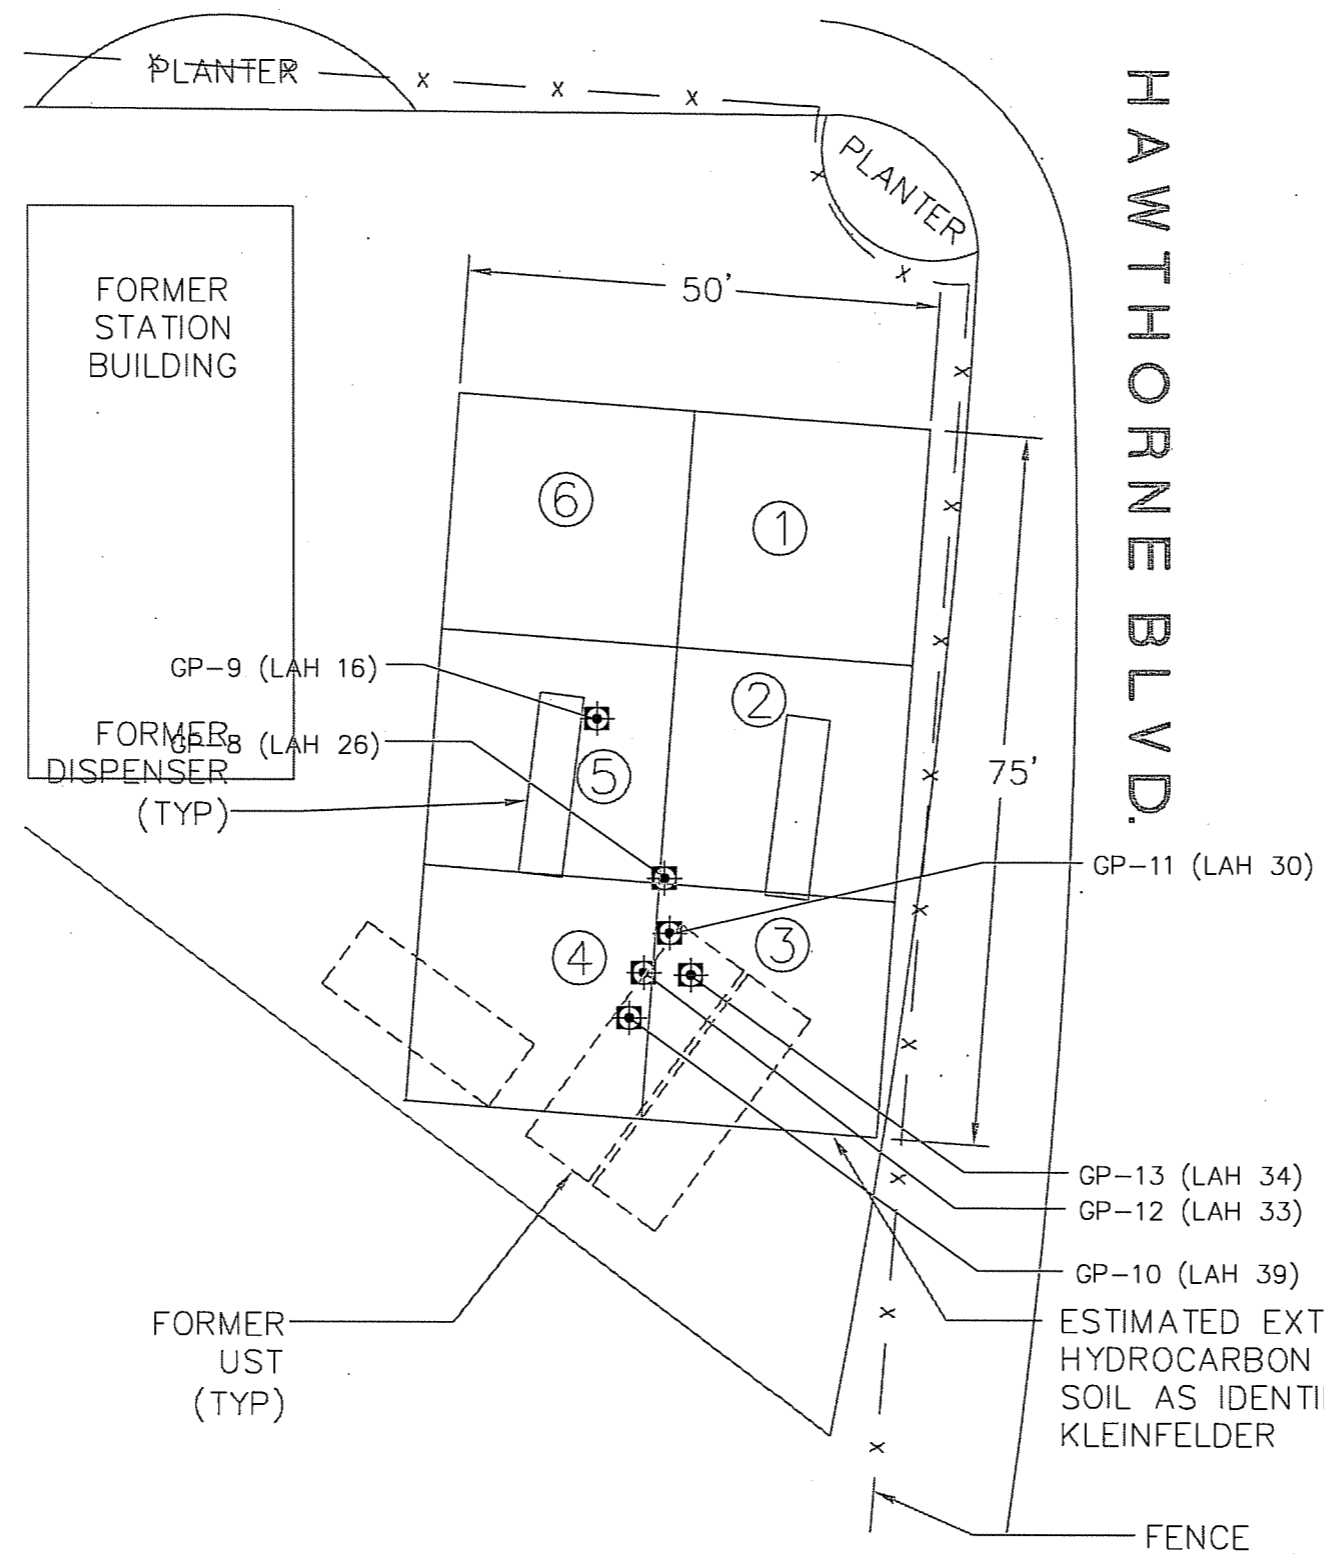 PLANTER
PLANTER
HAWTHORNE BLVD.
50'
FORMER
STATION
BUILDING
6
1
GP-9 (LAH 16)
2
FORMER
DISPENSER
(TYP)
GP-8 (LAH 26)
5
75'
GP-11 (LAH 30)
4
3
GP-13 (LAH 34)
GP-12 (LAH 33)
GP-10 (LAH 39)
FORMER
UST
(TYP)
ESTIMATED EXT
HYDROCARBON
SOIL AS IDENTI
KLEINFELDER
FENCE